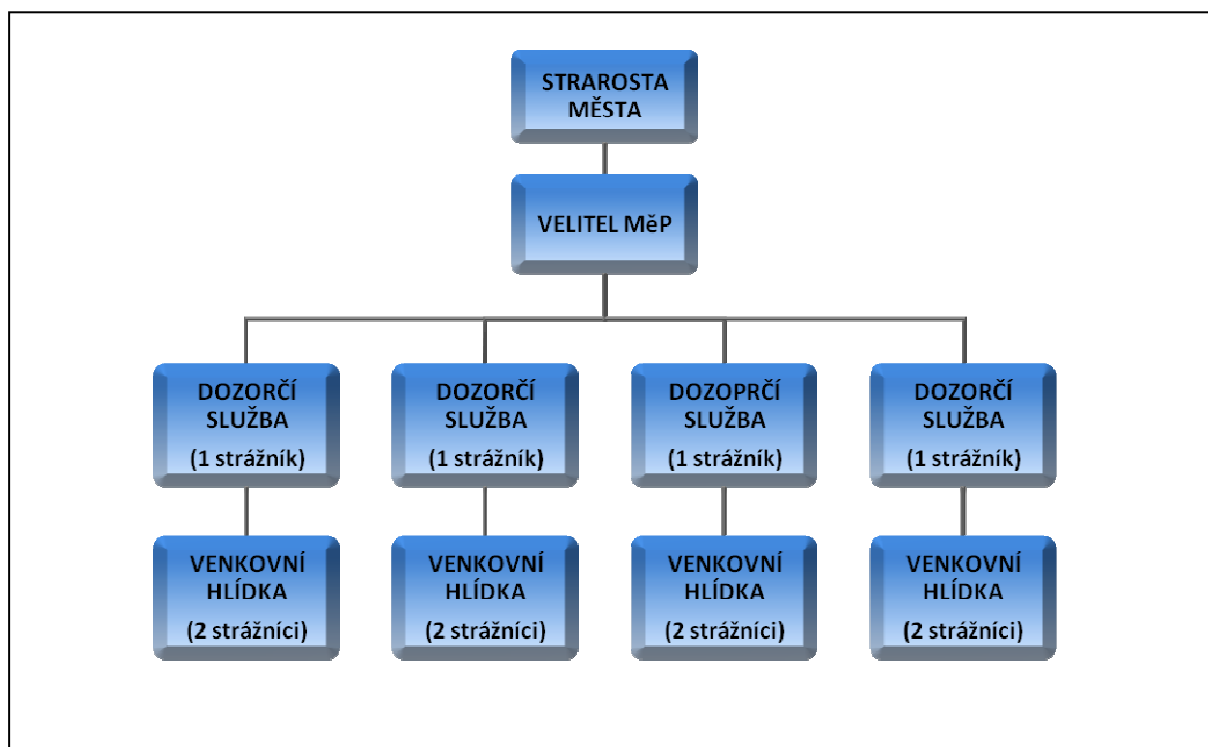 STRAROSTA
MĚSTA
VELITEL MěP
DOZORČÍ
SLUŽBA
(1 strážník)
DOZORČÍ
SLUŽBA
(1 strážník)
DOZOPRČÍ
SLUŽBA
(1 strážník)
DOZORČÍ
SLUŽBA
(1 strážník)
VENKOVNÍ
HLÍDKA
(2 strážníci)
VENKOVNÍ
HLÍDKA
(2 strážníci)
VENKOVNÍ
HLÍDKA
(2 strážníci)
VENKOVNÍ
HLÍDKA
(2 strážníci)